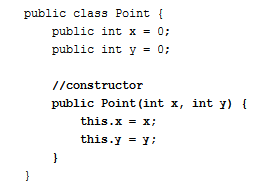 public class Point {
    public int x = 0;
    public int y = 0;

    //constructor
    public Point(int x, int y) {
        this.x = x;
        this.y = y;
    }
}